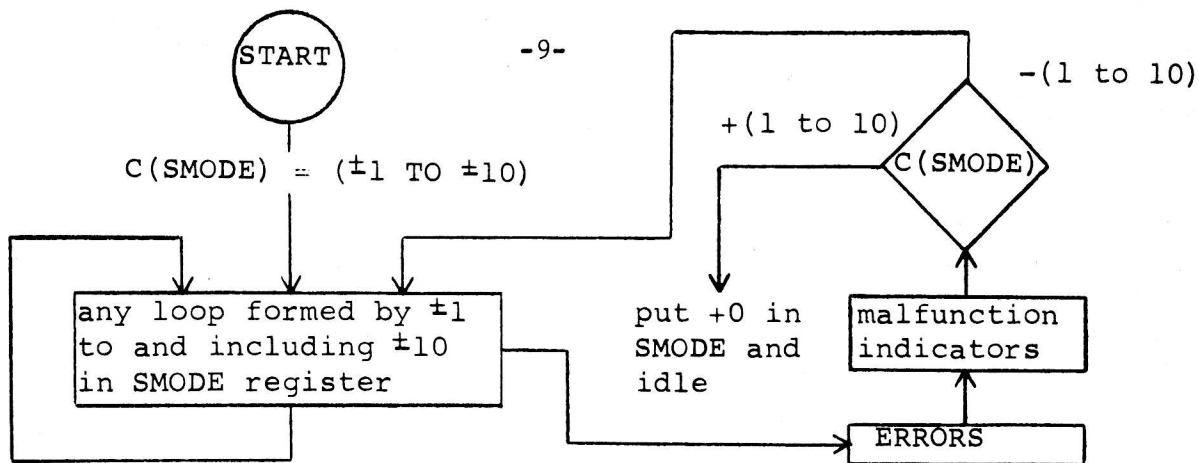 -9-
START
C(SMODE) = (±1 TO ±10)
any loop formed by ±1
to and including ±10
in SMODE register
+(1 to 10)
-(1 to 10)
C(SMODE)
put +0 in
SMODE and
idle
malfunction
indicators
ERRORS